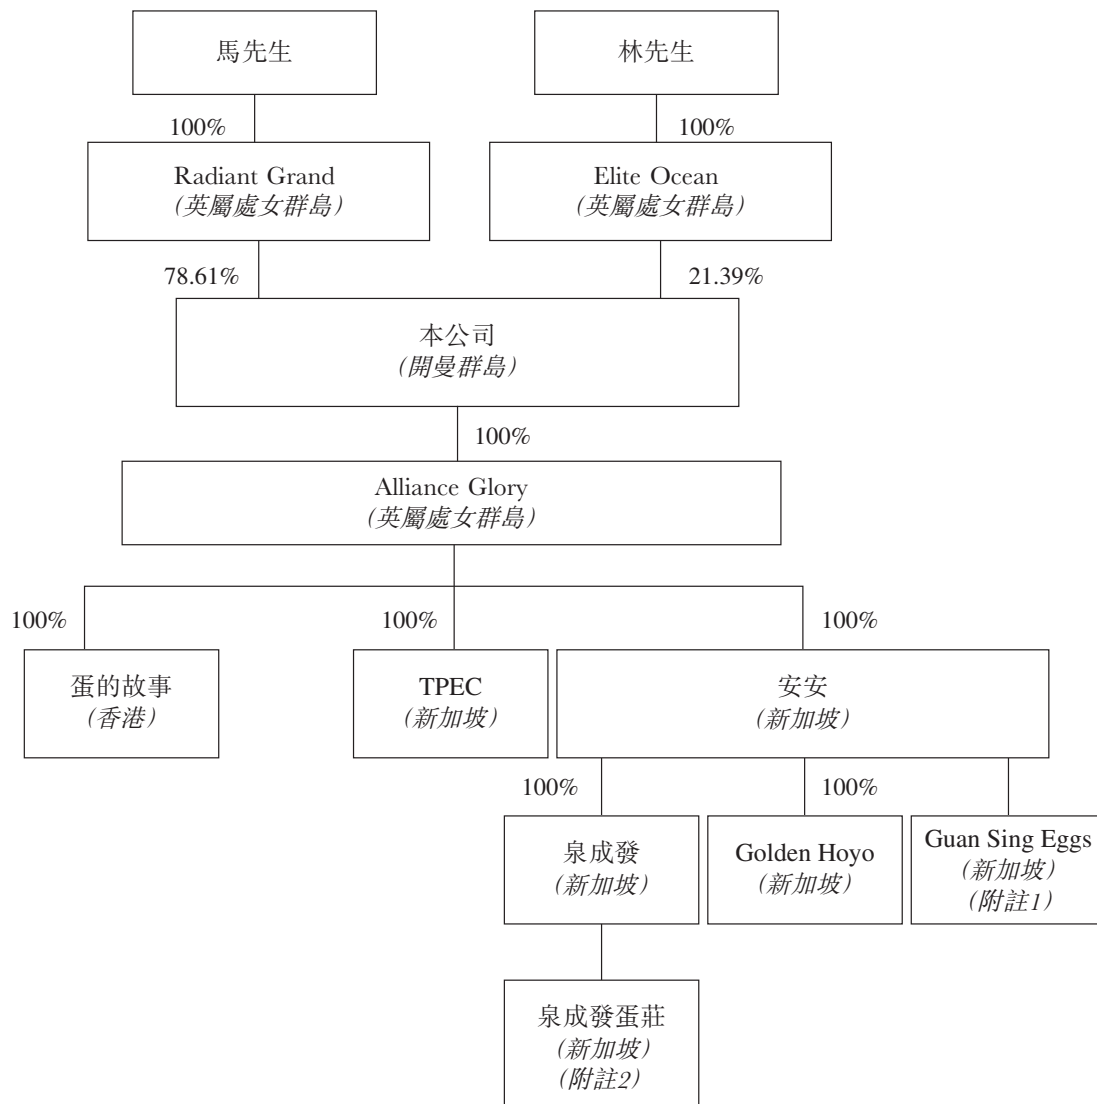 馬先生
林先生
100%
100%
Radiant Grand
(英屬處女群島)
Elite Ocean
(英屬處女群島)
78.61%
21.39%
本公司
(開曼群島)
100%
Alliance Glory
(英屬處女群島)
100%
100%
100%
蛋的故事
(香港)
TPEC
(新加坡)
安安
(新加坡)
100%
100%
泉成發
(新加坡)
Golden Hoyo
(新加坡)
Guan Sing Eggs
(新加坡)
(附註1)
泉成發蛋莊
(新加坡)
(附註2)